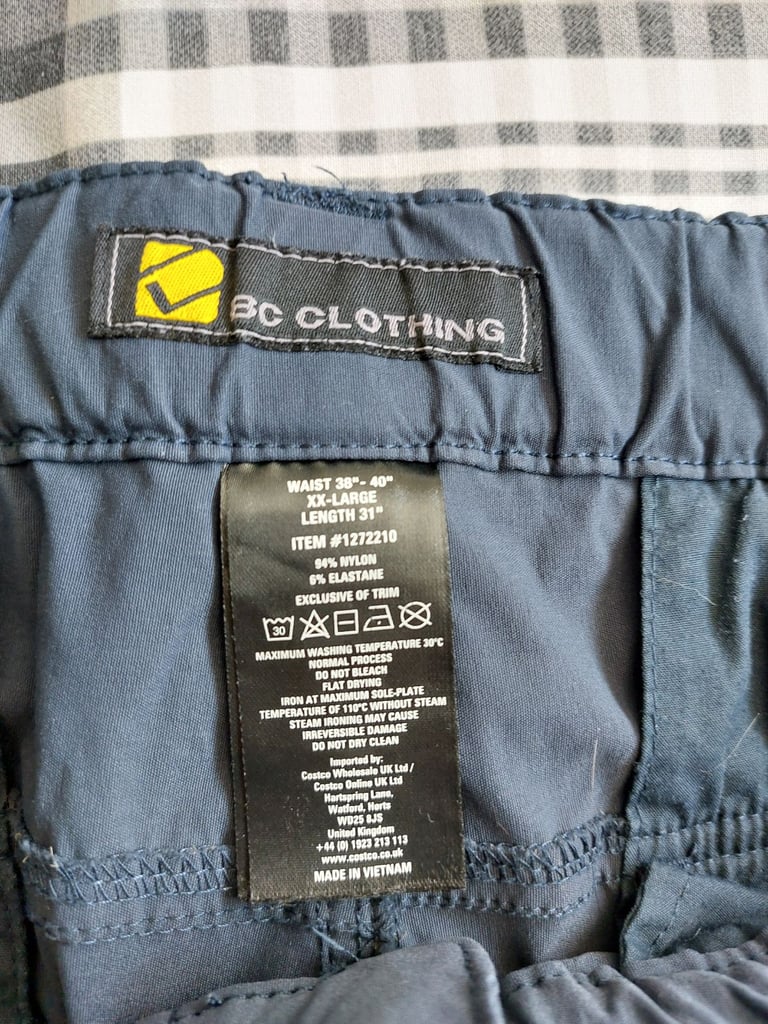 BC CLOTHING
WAIST 38"- 40"
XX-LARGE
LENGTH 31"
ITEM #1272210
94% NYLON
6% ELASTANE
EXCLUSIVE OF TRIM
30
MAXIMUM WASHING TEMPERATURE 30°C
NORMAL PROCESS
DO NOT BLEACH
FLAT DRYING
IRON AT MAXIMUM SOLE-PLATE
TEMPERATURE OF 110°C WITHOUT STEAM
STEAM IRONING MAY CAUSE
IRREVERSIBLE DAMAGE
DO NOT DRY CLEAN
Imported by:
Costco Wholesale UK Ltd /
Costco Online UK Ltd
Hartspring Lane,
Watford, Herts
WD25 8JS
United Kingdom
+44 (0) 1923 213 113
www.costco.co.uk
MADE IN VIETNAM